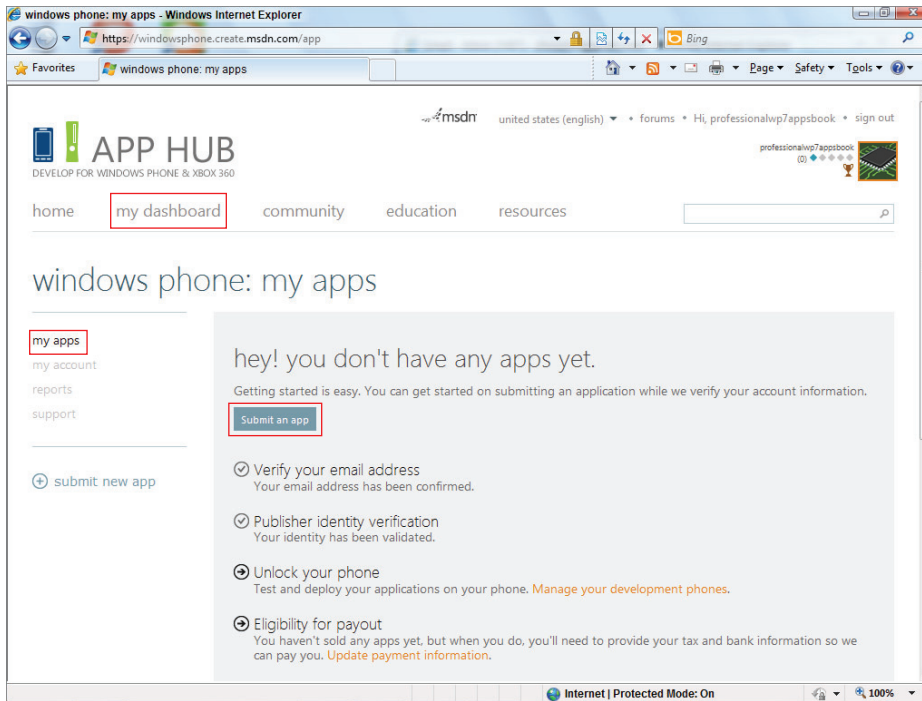 windows phone: my apps - Windows Internet Explorer
https://windowsphone.create.msdn.com/app
Bing
Favorites
windows phone: my apps
Page
Safety
Tools
msdn
united states (english) • forums • Hi, professionalwp7appsbook • sign out
APP HUB
DEVELOP FOR WINDOWS PHONE & XBOX 360
professionalwp7appsbook
(0)
home
my dashboard
community
education
resources
windows phone: my apps
my apps
my account
reports
support
submit new app
hey! you don't have any apps yet.
Getting started is easy. You can get started on submitting an application while we verify your account information.
Submit an app
Verify your email address
Your email address has been confirmed.
Publisher identity verification
Your identity has been validated.
Unlock your phone
Test and deploy your applications on your phone. Manage your development phones.
Eligibility for payout
You haven't sold any apps yet, but when you do, you'll need to provide your tax and bank information so we
can pay you. Update payment information.
Internet | Protected Mode: On
100%